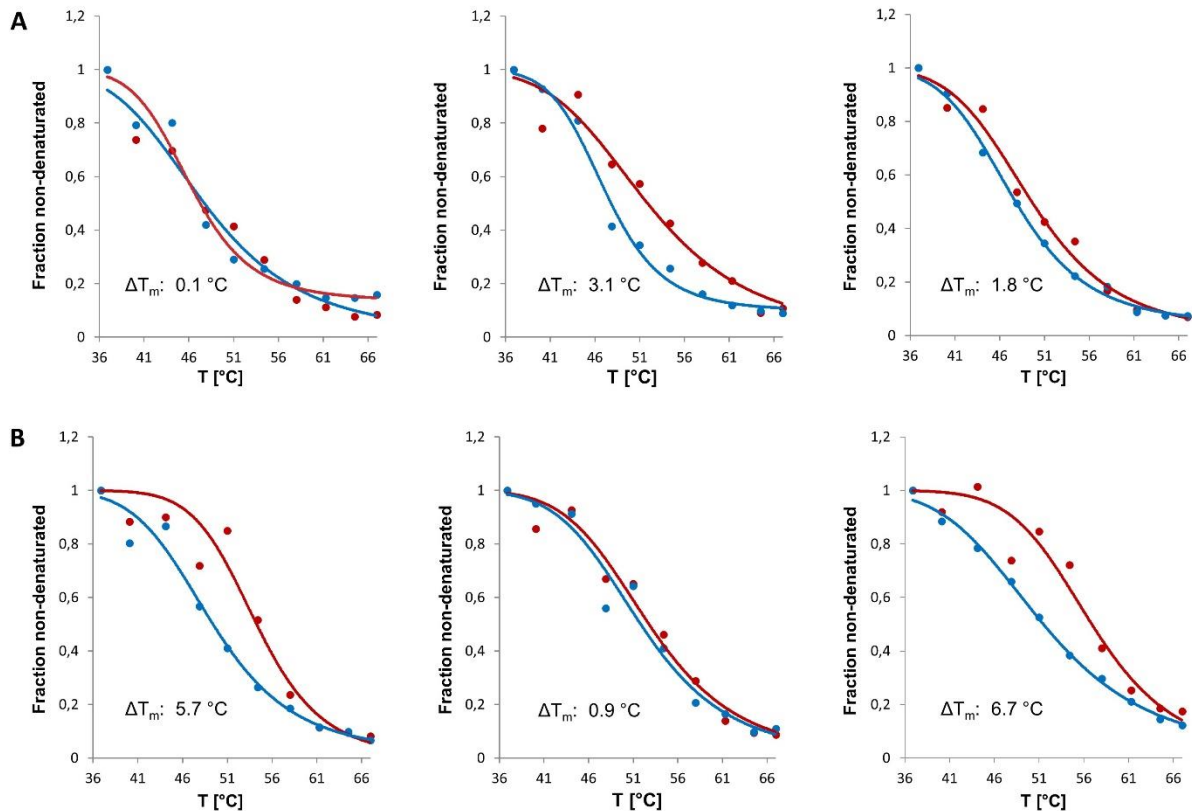 A
1,2
1
0,8
0,6
0,4
0,2
0
Fraction non-denaturated
ΔTm: 0.1 °C
36 41 46 51 56 61 66
T [°C]
1,2
1
0,8
0,6
0,4
0,2
0
Fraction non-denaturated
ΔTm: 3.1 °C
36 41 46 51 56 61 66
T [°C]
1,2
1
0,8
0,6
0,4
0,2
0
Fraction non-denaturated
ΔTm: 1.8 °C
36 41 46 51 56 61 66
T [°C]
B
1,2
1
0,8
0,6
0,4
0,2
0
Fraction non-denaturated
ΔTm: 5.7 °C
36 41 46 51 56 61 66
T [°C]
1,2
1
0,8
0,6
0,4
0,2
0
Fraction non-denaturated
ΔTm: 0.9 °C
36 41 46 51 56 61 66
T [°C]
1,2
1
0,8
0,6
0,4
0,2
0
Fraction non-denaturated
ΔTm: 6.7 °C
36 41 46 51 56 61 66
T [°C]